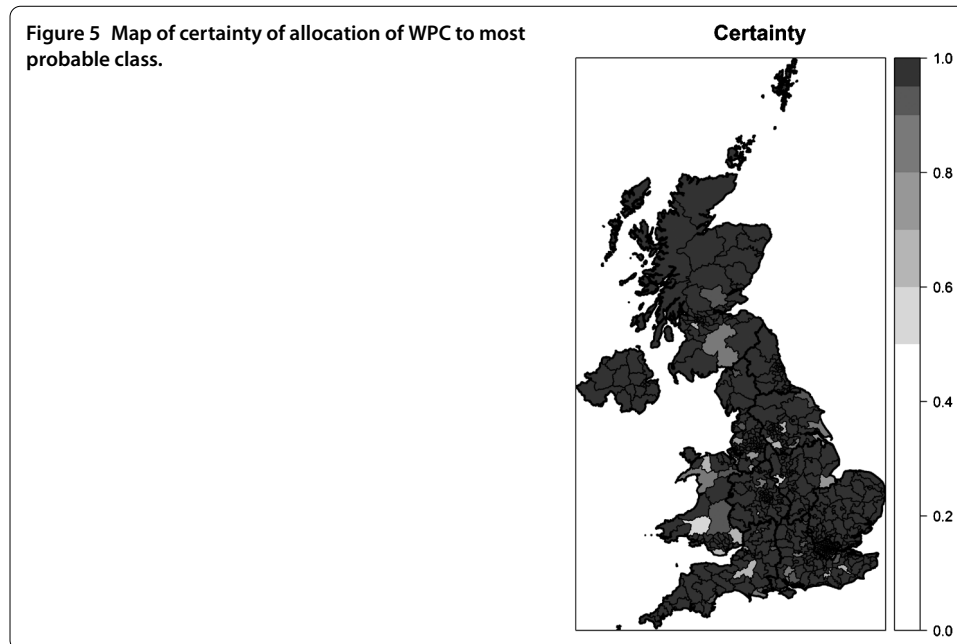 Figure 5 Map of certainty of allocation of WPC to most
probable class.
Certainty
1.0
0.8
0.6
0.4
0.2
0.0